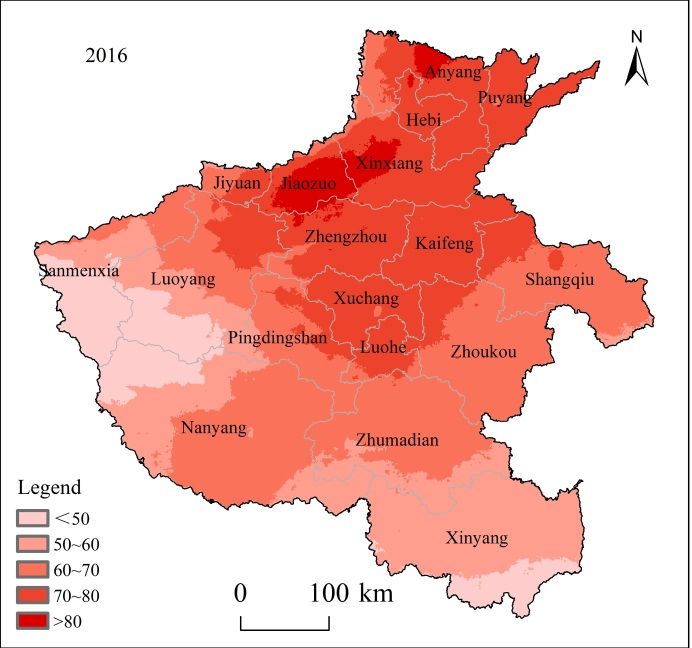 N
2016
Anyang
Puyang
Hebi
Xinxiang
Jiyuan
Jiaozuo
Zhengzhou
Kaifeng
Sanmenxia
Luoyang
Shangqiu
Xuchang
Pingdingshan
Luohe
Zhoukou
Nanyang
Zhumadian
Xinyang
Legend
<50
50~60
60~70
70~80
>80
0 100 km